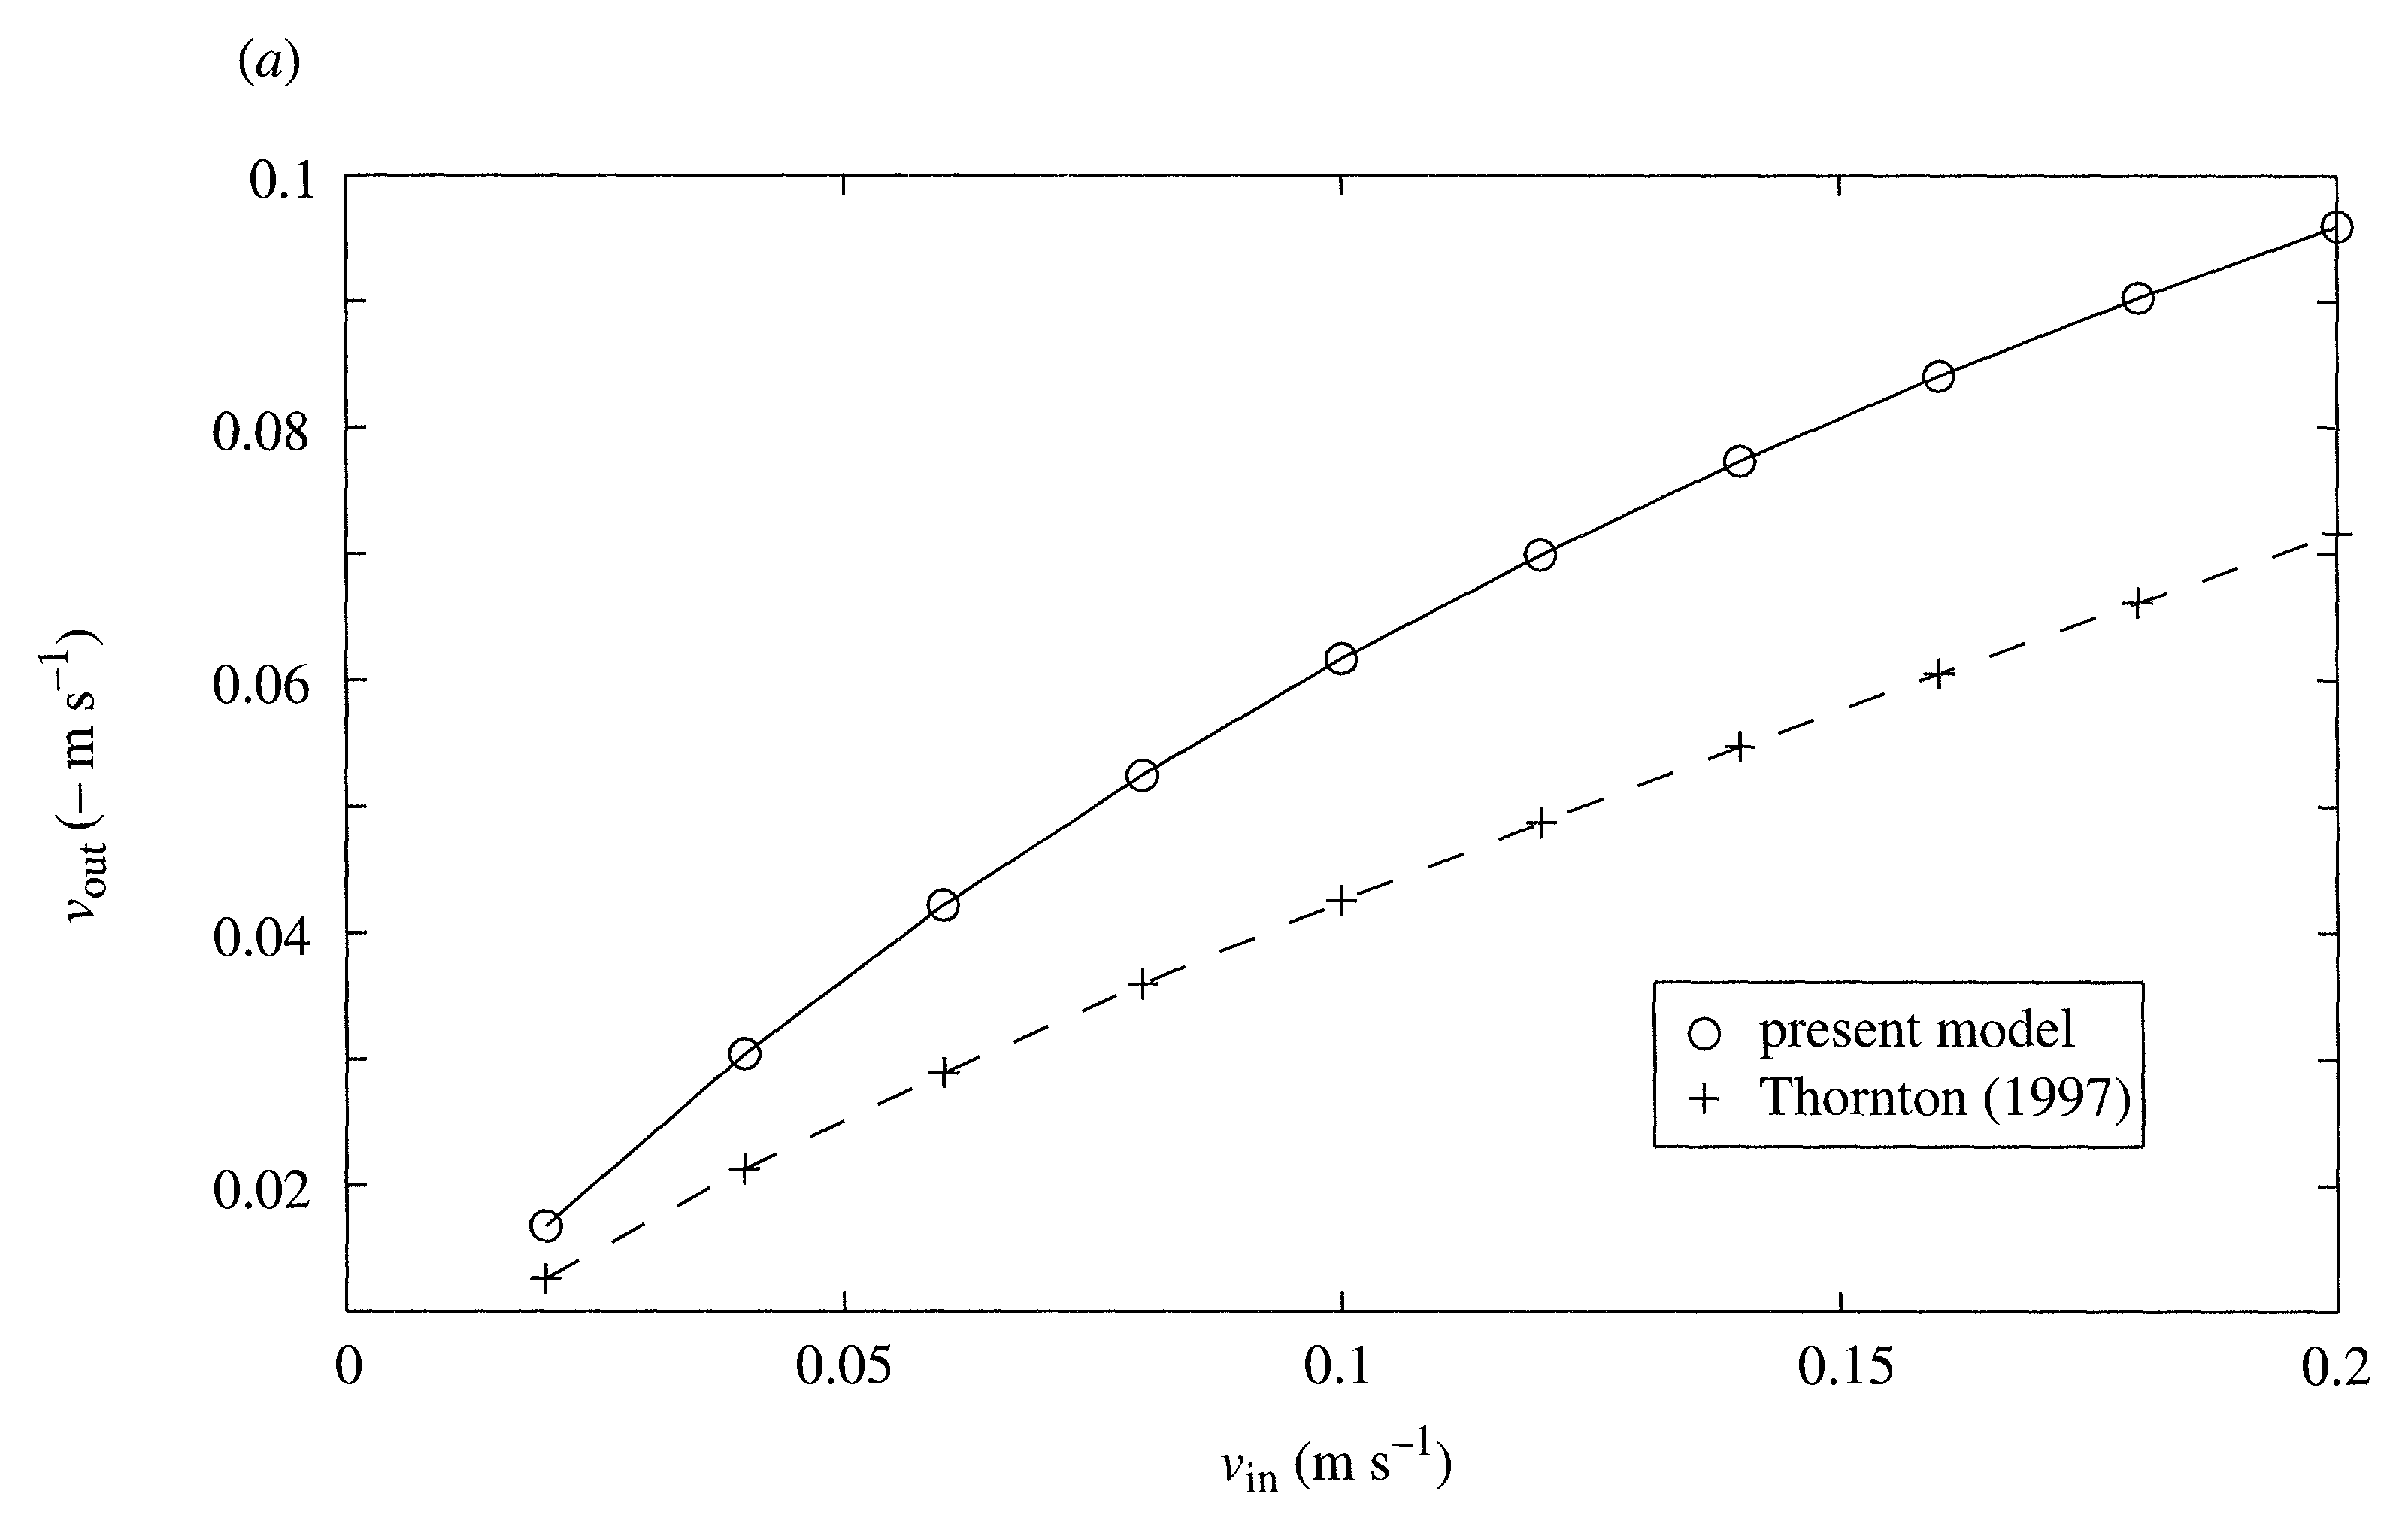 (a)
0.1
0.08
0.06
0.04
0.02
v_out (− m s⁻¹)
present model
Thornton (1997)
0 0.05 0.1 0.15 0.2
v_in (m s⁻¹)